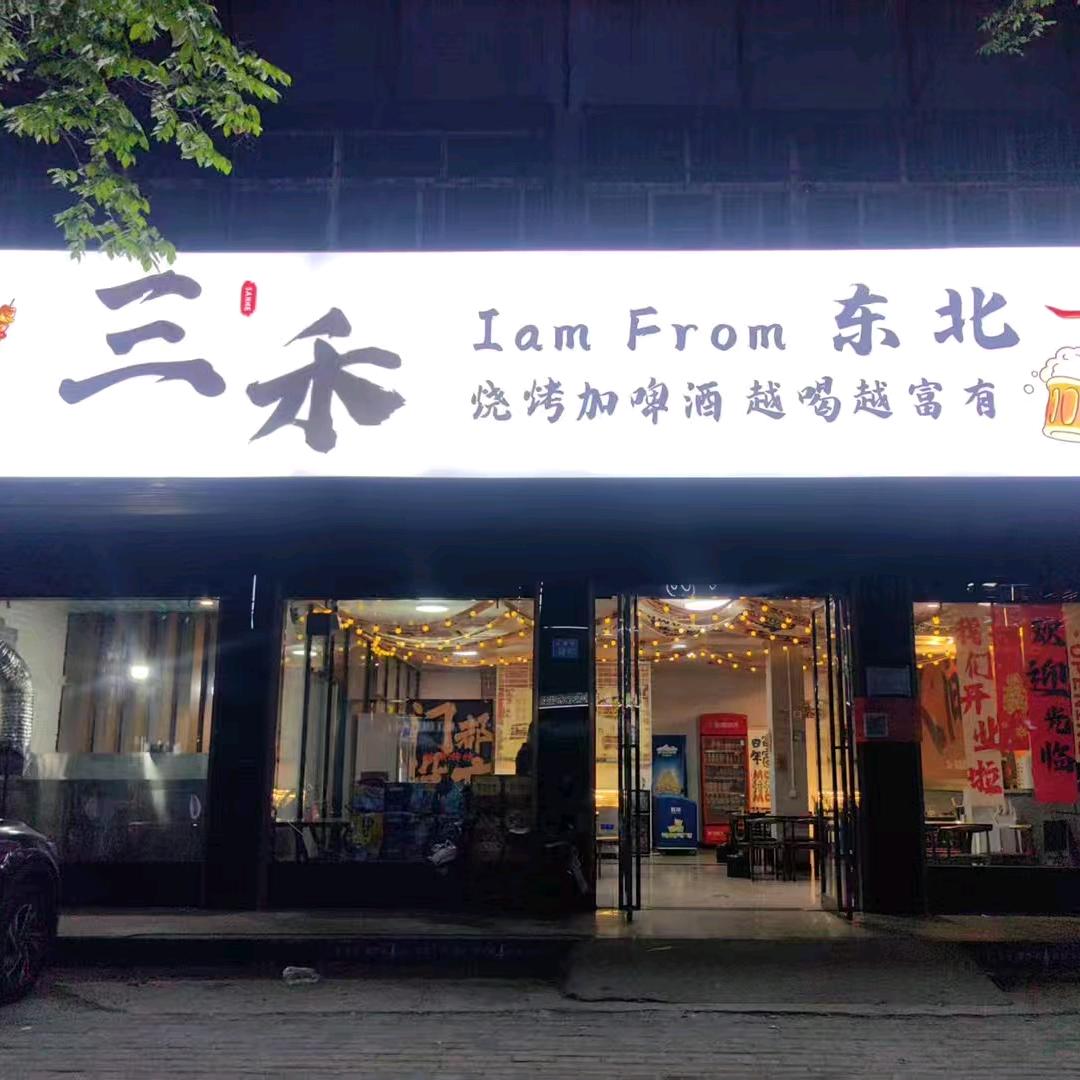 三禾
SANHE
Iam From 东北
烧烤加啤酒 越喝越富有
我们开业啦
欢迎光临